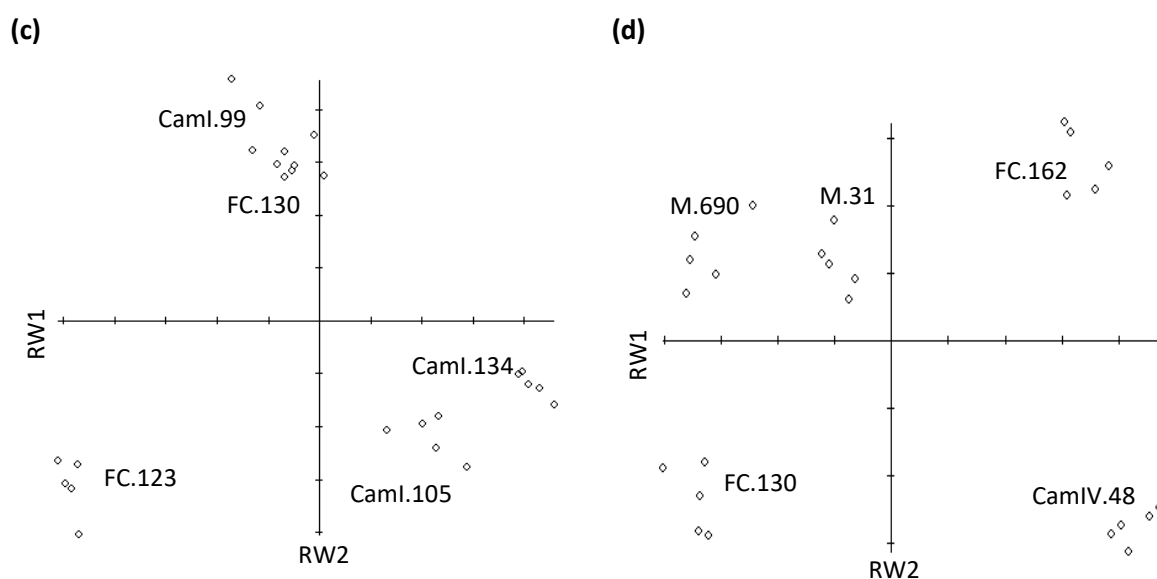 (c)
CamI.99
FC.130
RW1
CamI.134
FC.123
CamI.105
RW2
(d)
FC.162
M.690
M.31
RW1
FC.130
CamIV.48
RW2